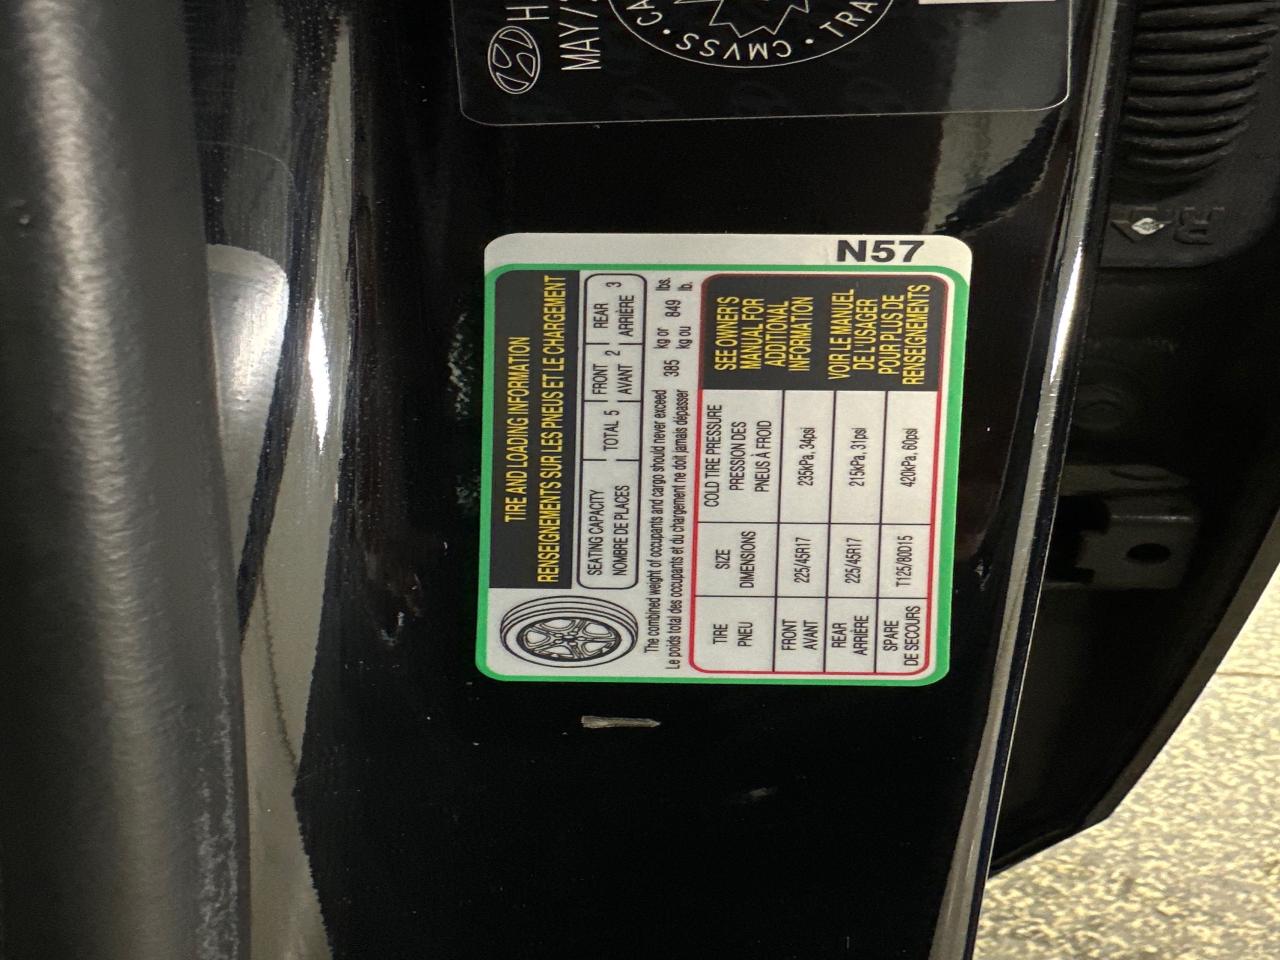 MAY/
CMVSS
N57
TIRE AND LOADING INFORMATION
RENSEIGNEMENTS SUR LES PNEUS ET LE CHARGEMENT
SEATING CAPACITY TOTAL 5 FRONT 2 REAR 3
NOMBRE DE PLACES AVANT ARRIÈRE
The combined weight of occupants and cargo should never exceed 385 kg or 849 lbs.
Le poids total des occupants et du chargement ne doit jamais dépasser kg ou lb.
TIRE SIZE COLD TIRE PRESSURE
PNEU DIMENSIONS PRESSION DES
PNEUS À FROID
FRONT 225/45R17 235kPa, 34psi
AVANT
REAR 225/45R17 215kPa, 31psi
ARRIÈRE
SPARE T125/80D15 420kPa, 60psi
DE SECOURS
SEE OWNER'S
MANUAL FOR
ADDITIONAL
INFORMATION
VOIR LE MANUEL
DE L'USAGER
POUR PLUS DE
RENSEIGNEMENTS
R